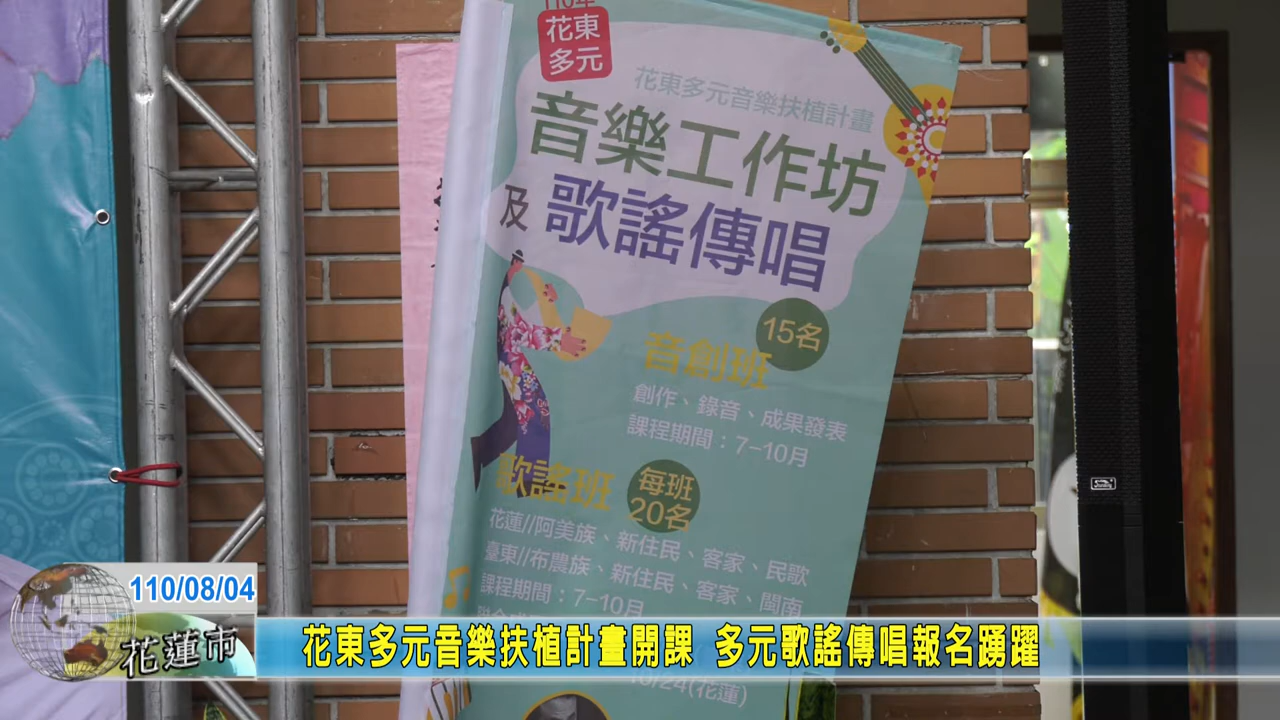 110年
花東
多元
花東多元音樂扶植計畫
音樂工作坊
及 歌謠傳唱
15名
音創班
創作、錄音、成果發表
課程期間：7-10月
歌謠班
每班
20名
花蓮//阿美族、新住民、客家、民歌
臺東//布農族、新住民、客家、閩南
課程期間：7-10月
10/24(花蓮)
110/08/04
花蓮市
花東多元音樂扶植計畫開課 多元歌謠傳唱報名踴躍